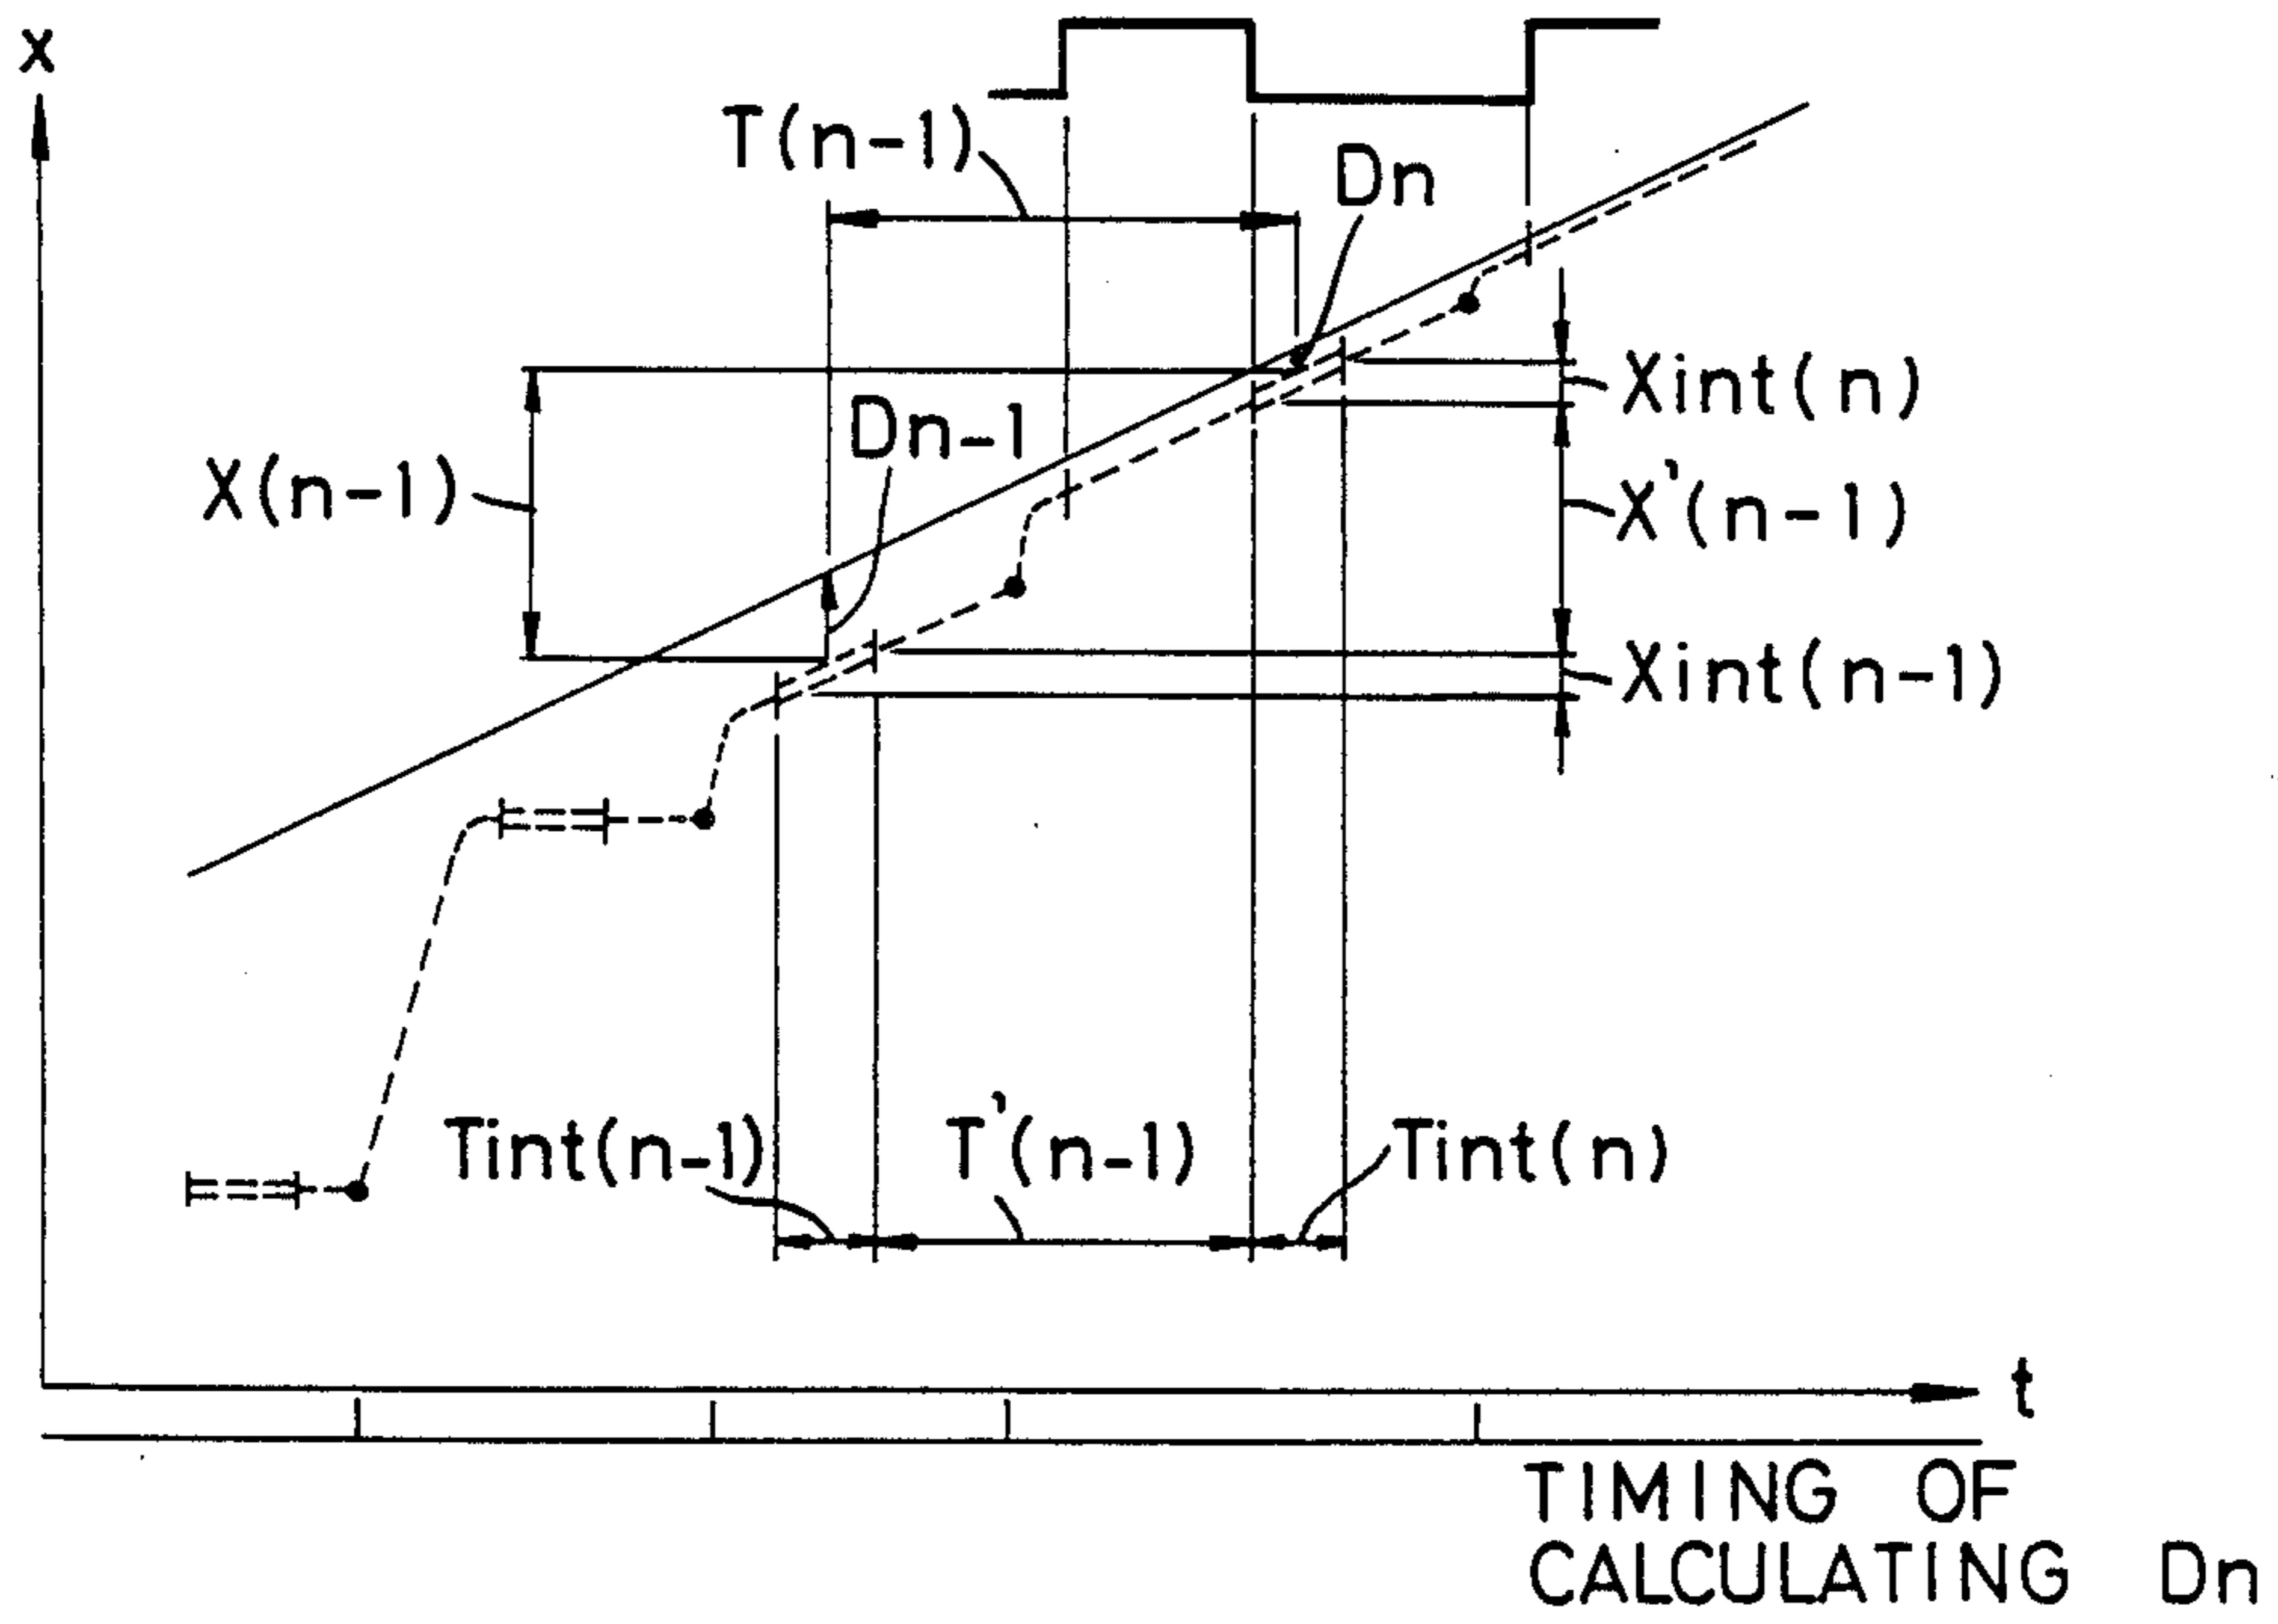 x
T(n-1)
Dn
Dn-1
X(n-1)
Xint(n)
X'(n-1)
Xint(n-1)
Tint(n-1)
T'(n-1)
Tint(n)
t
TIMING OF
CALCULATING Dn